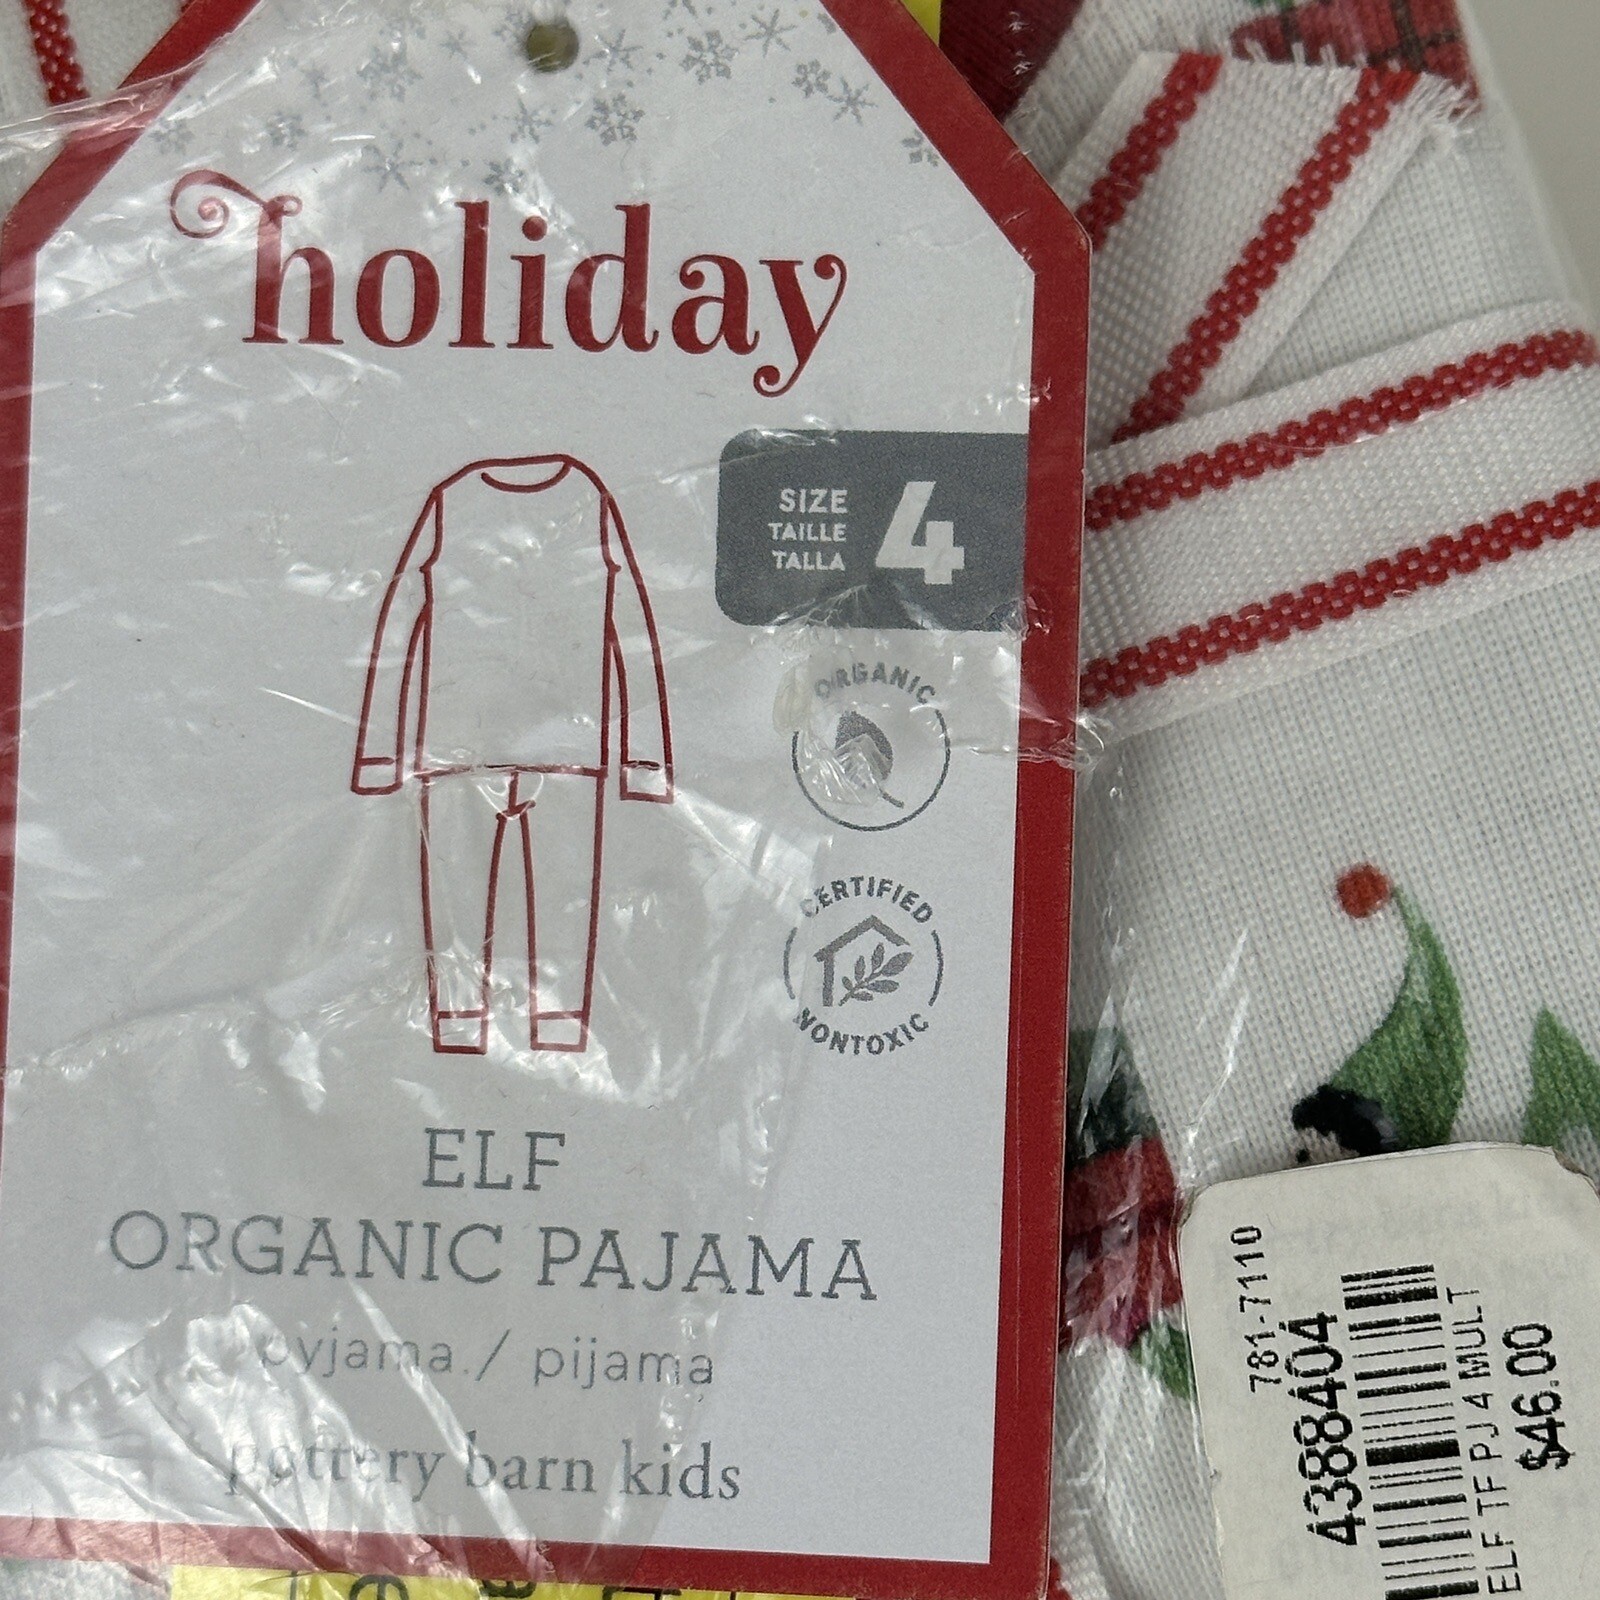 holiday
SIZE
TAILLE
TALLA
4
ORGANIC
CERTIFIED
NONTOXIC
ELF
ORGANIC PAJAMA
pyjama / pijama
pottery barn kids
781-7110
4388404
ELF TF PJ 4 MULT
$46.00